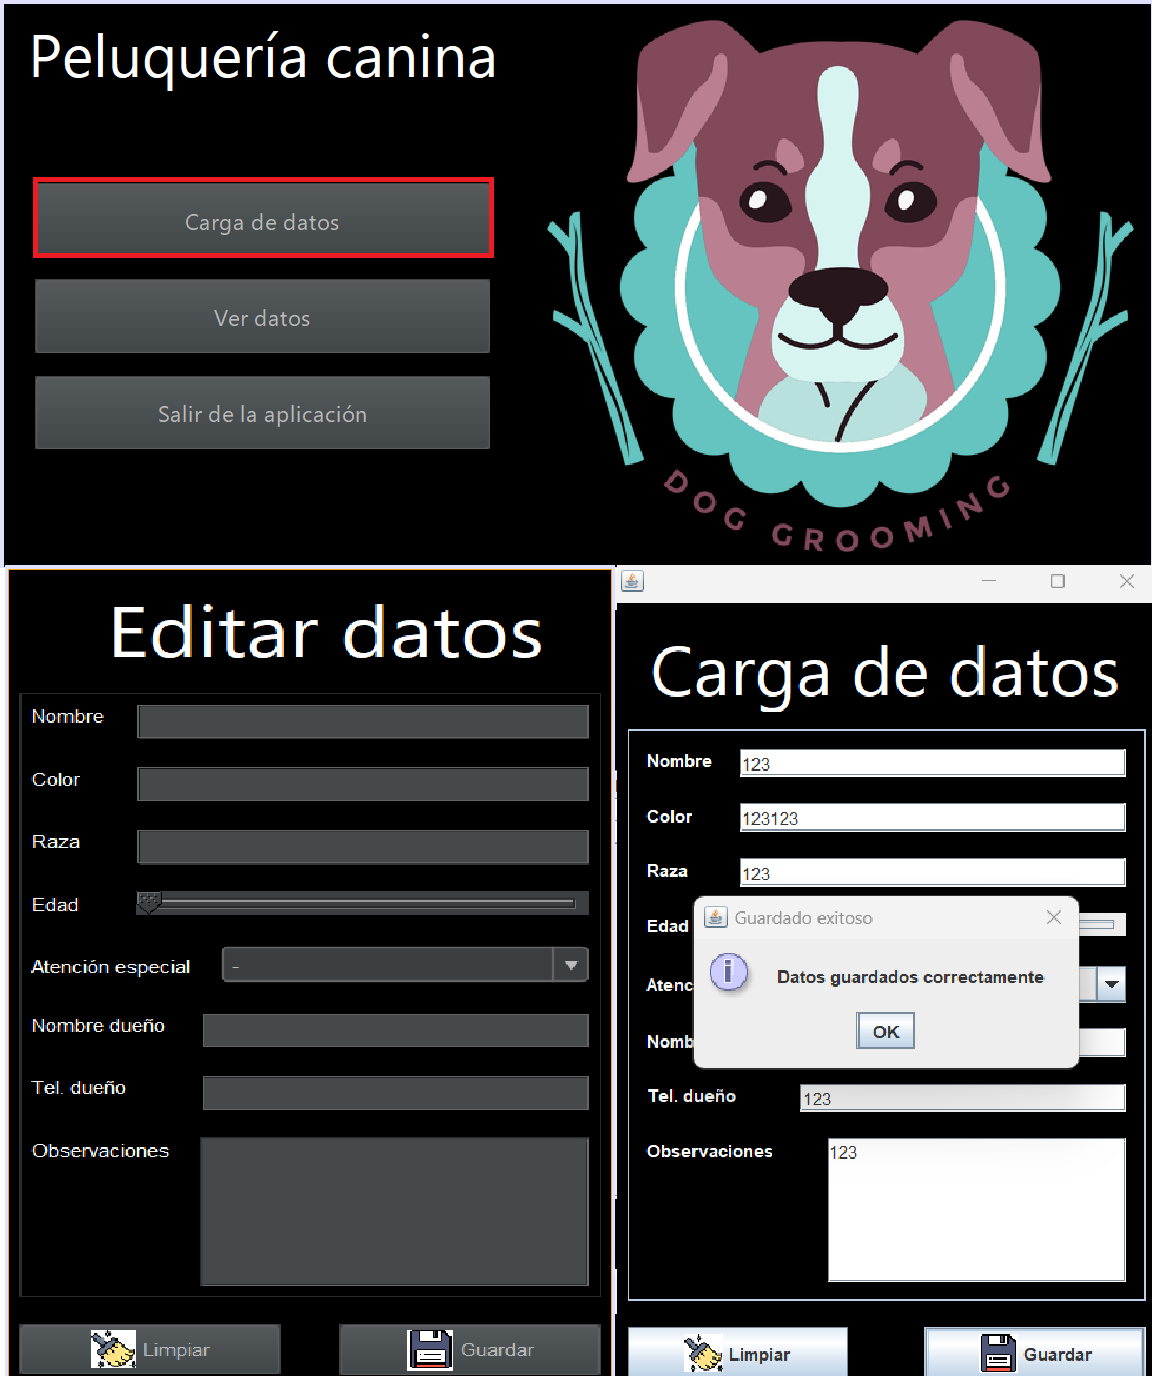 Peluquería canina
Carga de datos
Ver datos
Salir de la aplicación
DOG GROOMING
Editar datos
Nombre
Color
Raza
Edad
Atención especial
-
Nombre dueño
Tel. dueño
Observaciones
Limpiar
Guardar
Carga de datos
Nombre
123
Color
123123
Raza
123
Edad
Guardado exitoso
Datos guardados correctamente
OK
Atenc
Nomb
Tel. dueño
123
Observaciones
123
Limpiar
Guardar